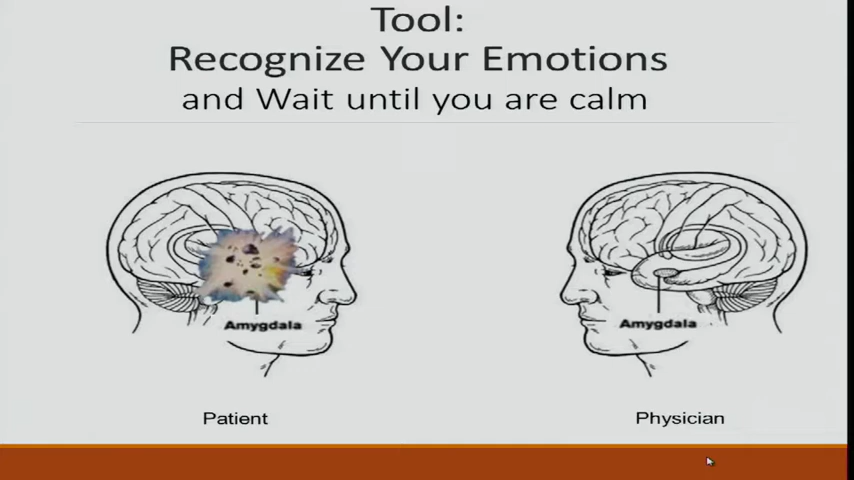 Tool:
Recognize Your Emotions
and Wait until you are calm
Amygdala
Amygdala
Patient
Physician